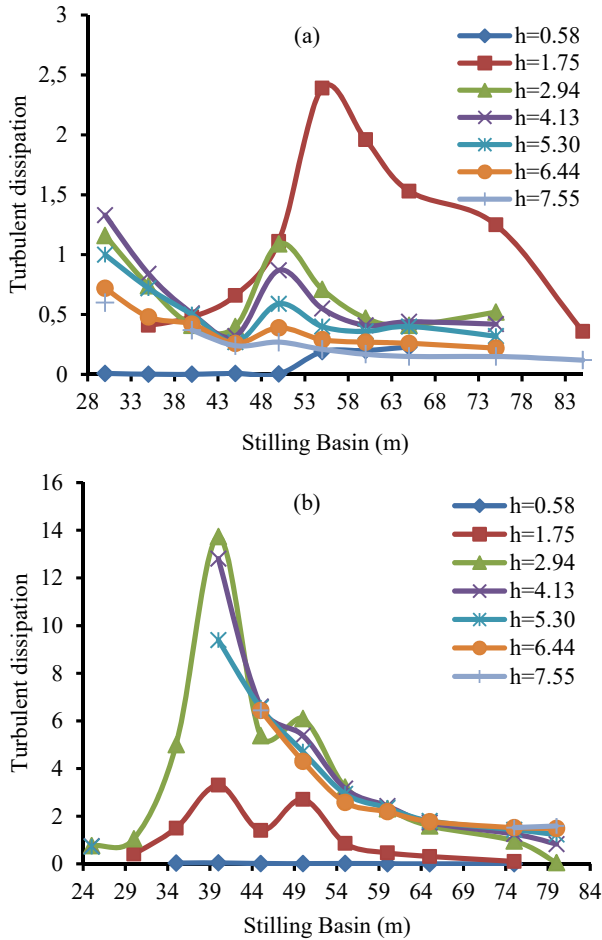 (a)
3
2,5
2
1,5
1
0,5
0
Turbulent dissipation
h=0.58
h=1.75
h=2.94
h=4.13
h=5.30
h=6.44
h=7.55
28 33 38 43 48 53 58 63 68 73 78 83
Stilling Basin (m)
(b)
16
14
12
10
8
6
4
2
0
Turbulent dissipation
h=0.58
h=1.75
h=2.94
h=4.13
h=5.30
h=6.44
h=7.55
24 29 34 39 44 49 54 59 64 69 74 79 84
Stilling Basin (m)